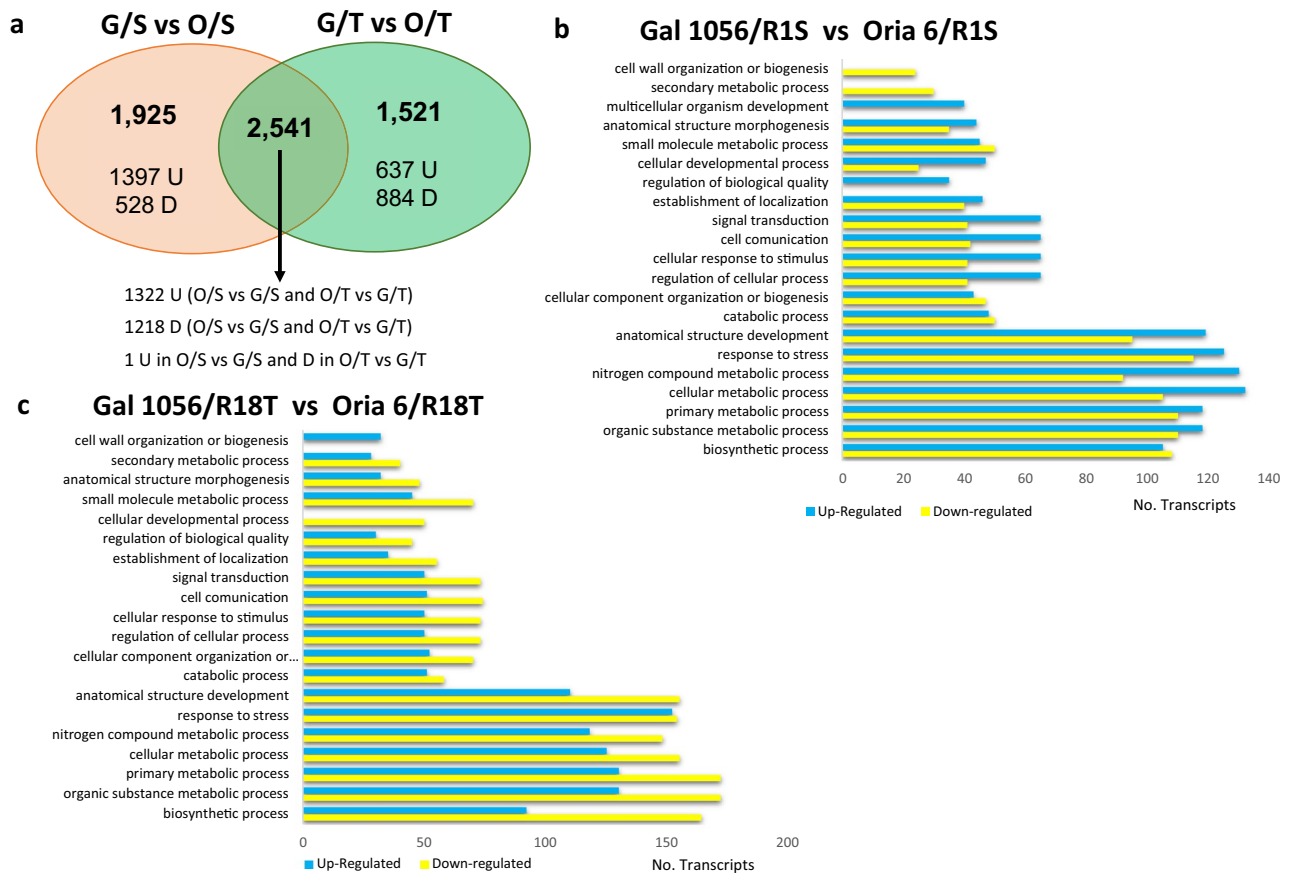 a
G/S vs O/S
G/T vs O/T
1,925
2,541
1,521
1397 U
528 D
637 U
884 D
1322 U (O/S vs G/S and O/T vs G/T)
1218 D (O/S vs G/S and O/T vs G/T)
1 U in O/S vs G/S and D in O/T vs G/T
b
Gal 1056/R1S vs Oria 6/R1S
cell wall organization or biogenesis
secondary metabolic process
multicellular organism development
anatomical structure morphogenesis
small molecule metabolic process
cellular developmental process
regulation of biological quality
establishment of localization
signal transduction
cell comunication
cellular response to stimulus
regulation of cellular process
cellular component organization or biogenesis
catabolic process
anatomical structure development
response to stress
nitrogen compound metabolic process
cellular metabolic process
primary metabolic process
organic substance metabolic process
biosynthetic process
0 20 40 60 80 100 120 140
No. Transcripts
Up-Regulated Down-regulated
c
Gal 1056/R18T vs Oria 6/R18T
cell wall organization or biogenesis
secondary metabolic process
anatomical structure morphogenesis
small molecule metabolic process
cellular developmental process
regulation of biological quality
establishment of localization
signal transduction
cell comunication
cellular response to stimulus
regulation of cellular process
cellular component organization or...
catabolic process
anatomical structure development
response to stress
nitrogen compound metabolic process
cellular metabolic process
primary metabolic process
organic substance metabolic process
biosynthetic process
0 50 100 150 200
Up-Regulated Down-regulated
No. Transcripts